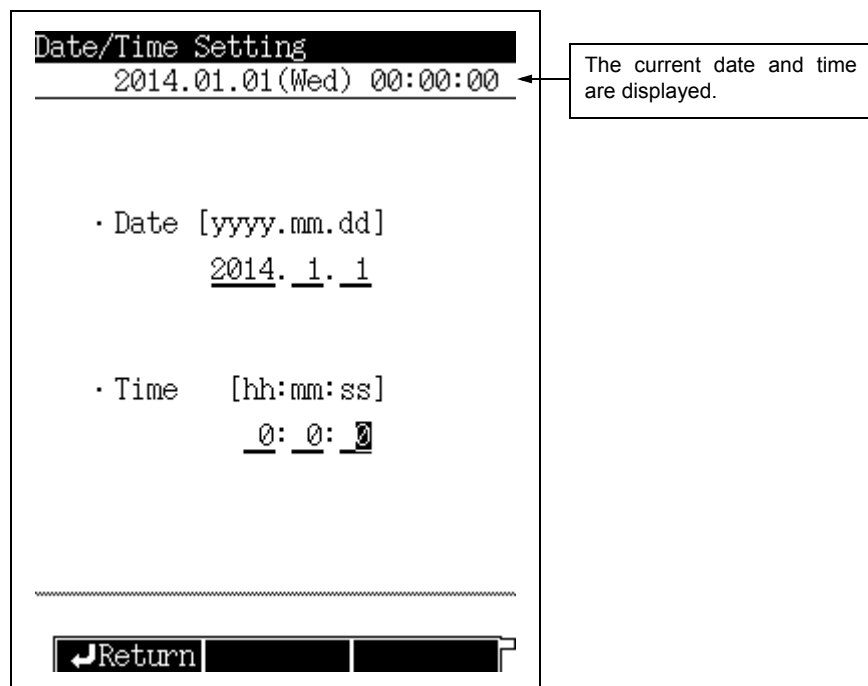 Date/Time Setting
2014.01.01(Wed) 00:00:00
The current date and time
are displayed.
・Date [yyyy.mm.dd]
2014. 1. 1
・Time [hh:mm:ss]
0: 0: 0
↵Return